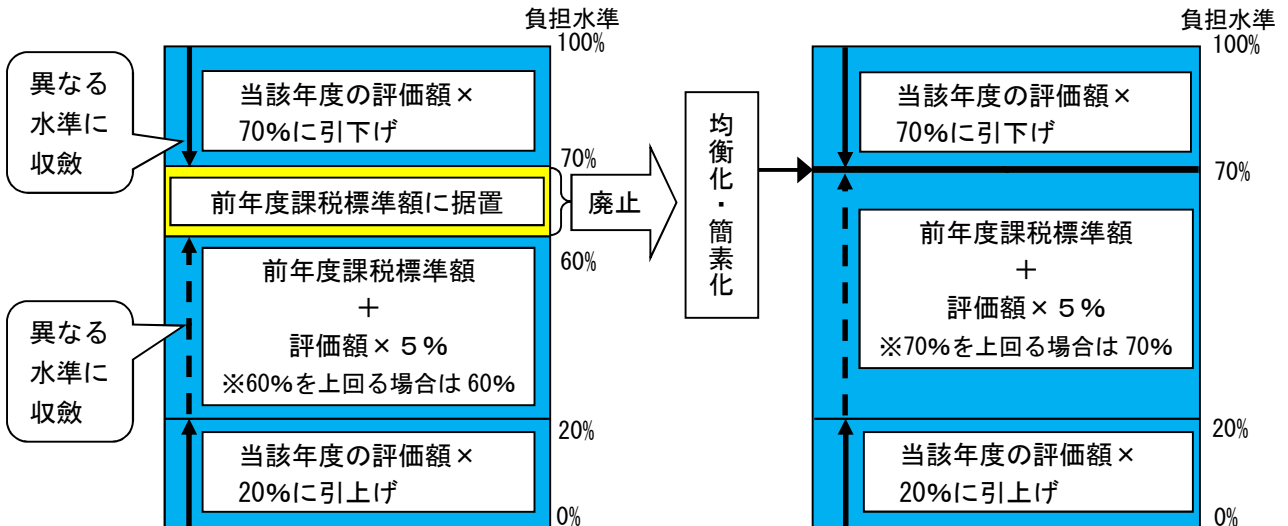 負担水準
100%
異なる
水準に
収斂
当該年度の評価額×
70%に引下げ
70%
前年度課税標準額に据置
廃止
60%
前年度課税標準額
+
評価額×５%
※60%を上回る場合は 60%
異なる
水準に
収斂
20%
当該年度の評価額×
20%に引上げ
0%
均衡化・簡素化
負担水準
100%
当該年度の評価額×
70%に引下げ
70%
前年度課税標準額
+
評価額×５%
※70%を上回る場合は 70%
20%
当該年度の評価額×
20%に引上げ
0%